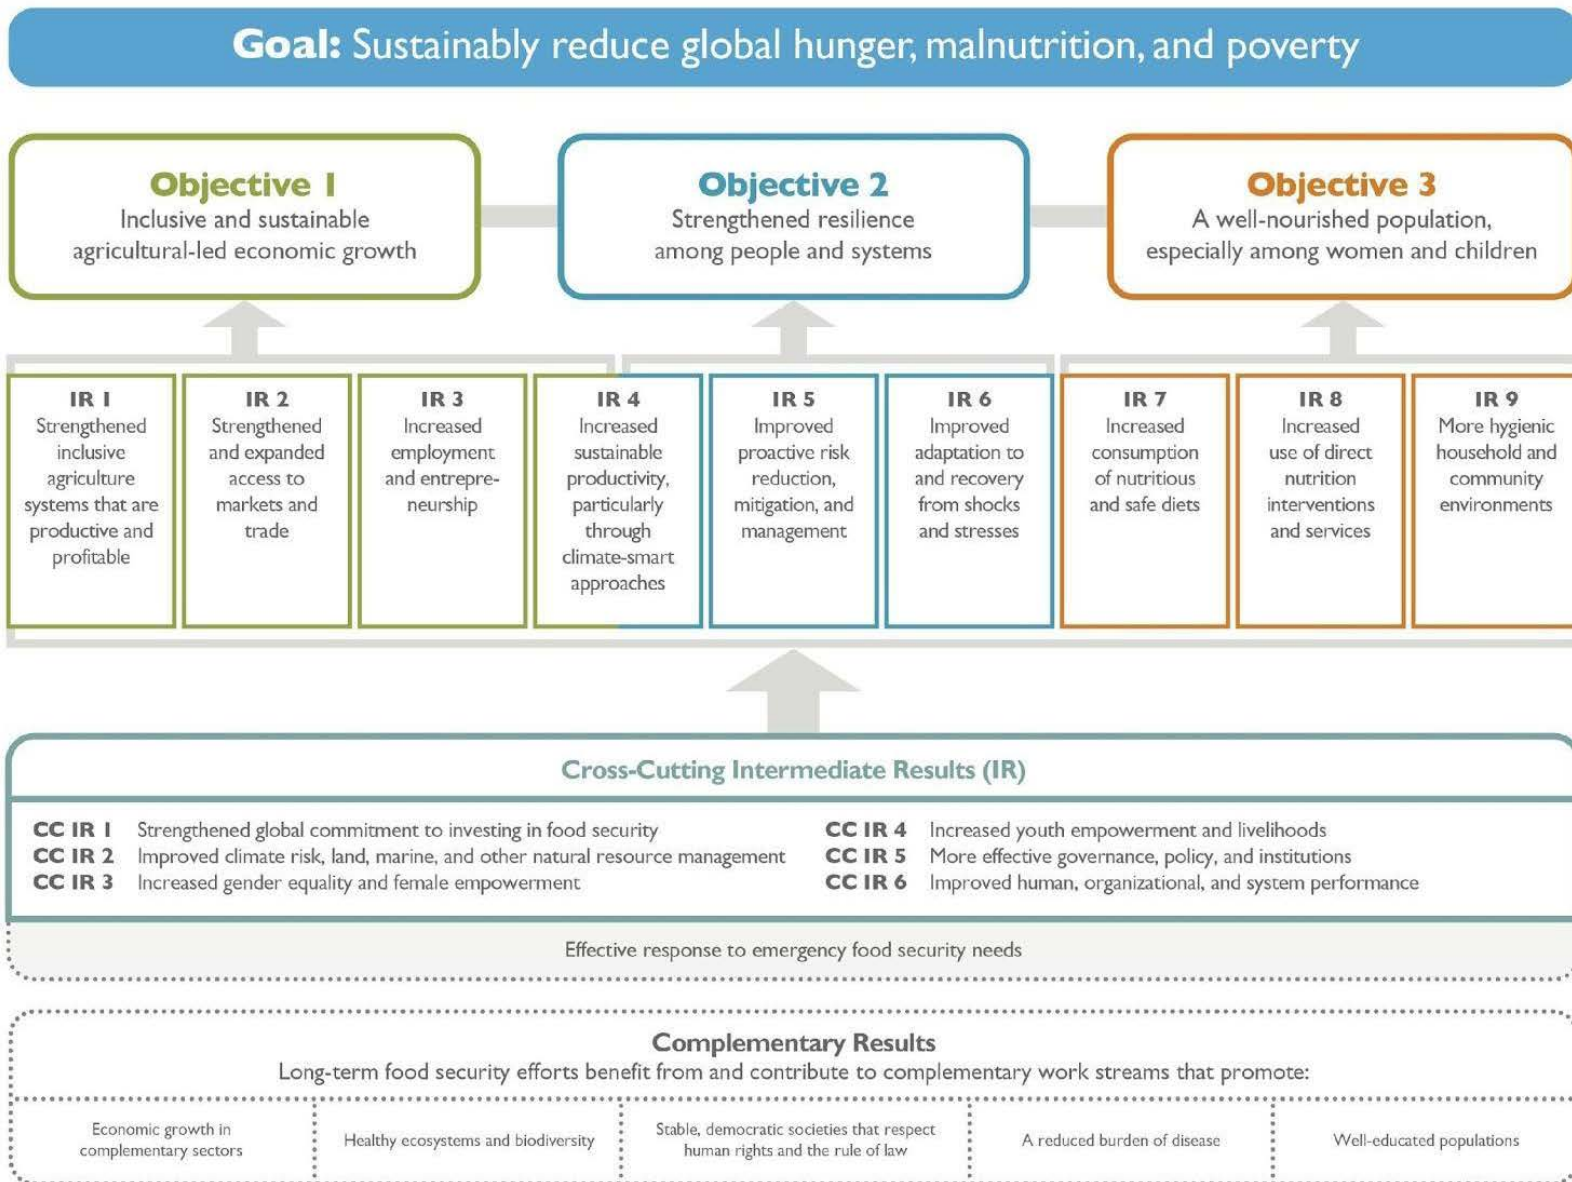 Goal: Sustainably reduce global hunger, malnutrition, and poverty
Objective 1
Inclusive and sustainable
agricultural-led economic growth
Objective 2
Strengthened resilience
among people and systems
Objective 3
A well-nourished population,
especially among women and children
IR 1
Strengthened
inclusive
agriculture
systems that are
productive and
profitable
IR 2
Strengthened
and expanded
access to
markets and
trade
IR 3
Increased
employment
and entrepre-
neurship
IR 4
Increased
sustainable
productivity,
particularly
through
climate-smart
approaches
IR 5
Improved
proactive risk
reduction,
mitigation, and
management
IR 6
Improved
adaptation to
and recovery
from shocks
and stresses
IR 7
Increased
consumption
of nutritious
and safe diets
IR 8
Increased
use of direct
nutrition
interventions
and services
IR 9
More hygienic
household and
community
environments
Cross-Cutting Intermediate Results (IR)
CC IR 1 Strengthened global commitment to investing in food security
CC IR 2 Improved climate risk, land, marine, and other natural resource management
CC IR 3 Increased gender equality and female empowerment
CC IR 4 Increased youth empowerment and livelihoods
CC IR 5 More effective governance, policy, and institutions
CC IR 6 Improved human, organizational, and system performance
Effective response to emergency food security needs
Complementary Results
Long-term food security efforts benefit from and contribute to complementary work streams that promote:
Economic growth in
complementary sectors
Healthy ecosystems and biodiversity
Stable, democratic societies that respect
human rights and the rule of law
A reduced burden of disease
Well-educated populations